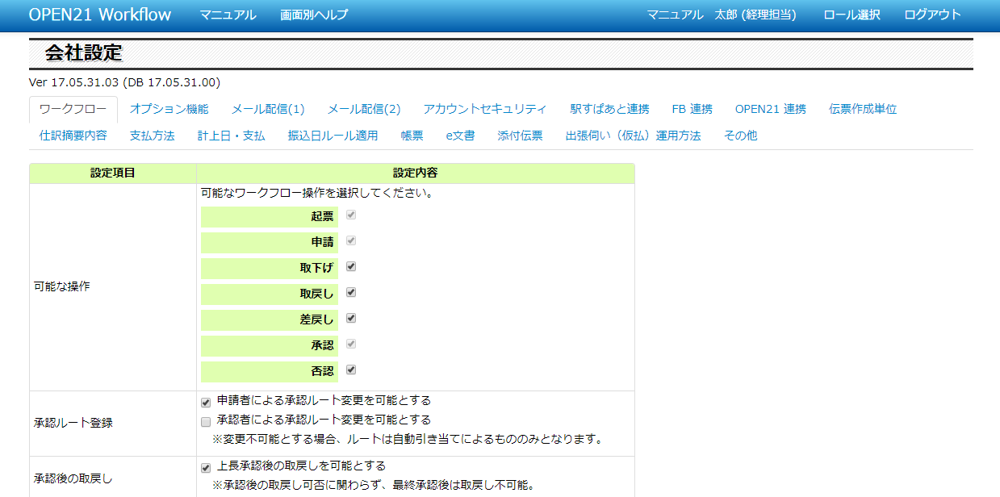 OPEN21 Workflow マニュアル 画面別ヘルプ マニュアル 太郎 (経理担当) ロール選択 ログアウト
会社設定
Ver 17.05.31.03 (DB 17.05.31.00)
ワークフロー オプション機能 メール配信(1) メール配信(2) アカウントセキュリティ 駅すぱあと連携 FB 連携 OPEN21 連携 伝票作成単位
仕訳摘要内容 支払方法 計上日・支払 振込日ルール適用 帳票 e文書 添付伝票 出張伺い（仮払）運用方法 その他
設定項目 設定内容
可能な操作
可能なワークフロー操作を選択してください。
起票
申請
取下げ
取戻し
差戻し
承認
否認
承認ルート登録
申請者による承認ルート変更を可能とする
承認者による承認ルート変更を可能とする
※変更不可能とする場合、ルートは自動引き当てによるもののみとなります。
承認後の取戻し
上長承認後の取戻しを可能とする
※承認後の取戻し可否に関わらず、最終承認後は取戻し不可能。